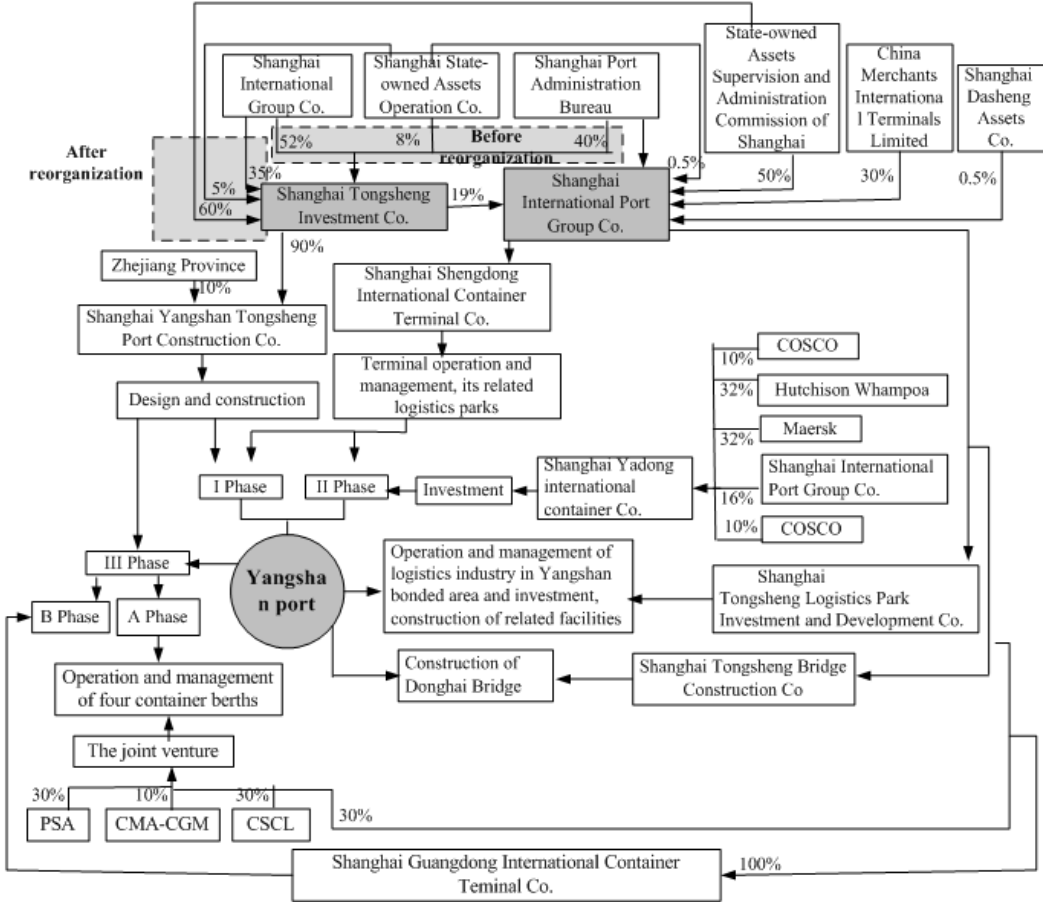 Shanghai
International
Group Co.
Shanghai State-
owned Assets
Operation Co.
Shanghai Port
Administration
Bureau
State-owned
Assets
Supervision and
Administration
Commission of
Shanghai
China
Merchants
Internationa
l Terminals
Limited
Shanghai
Dasheng
Assets
Co.
After
reorganization
52%
8%
Before
reorganization
40%
35%
5%
60%
0.5%
50%
30%
0.5%
Shanghai Tongsheng
Investment Co.
19%
Shanghai
International Port
Group Co.
90%
Zhejiang Province
10%
Shanghai Shengdong
International Container
Terminal Co.
Shanghai Yangshan Tongsheng
Port Construction Co.
Terminal operation and
management, its related
logistics parks
Design and construction
COSCO
10%
Hutchison Whampoa
32%
Maersk
32%
Shanghai International
Port Group Co.
16%
COSCO
10%
I Phase
II Phase
Investment
Shanghai Yadong
international
container Co.
III Phase
B Phase
A Phase
Yangsha
n port
Operation and management of
logistics industry in Yangshan
bonded area and investment,
construction of related facilities
Shanghai
Tongsheng Logistics Park
Investment and Development Co.
Construction of
Donghai Bridge
Shanghai Tongsheng Bridge
Construction Co
Operation and management
of four container berths
The joint venture
30%
10%
30%
30%
PSA
CMA-CGM
CSCL
Shanghai Guangdong International Container
Teminal Co.
100%